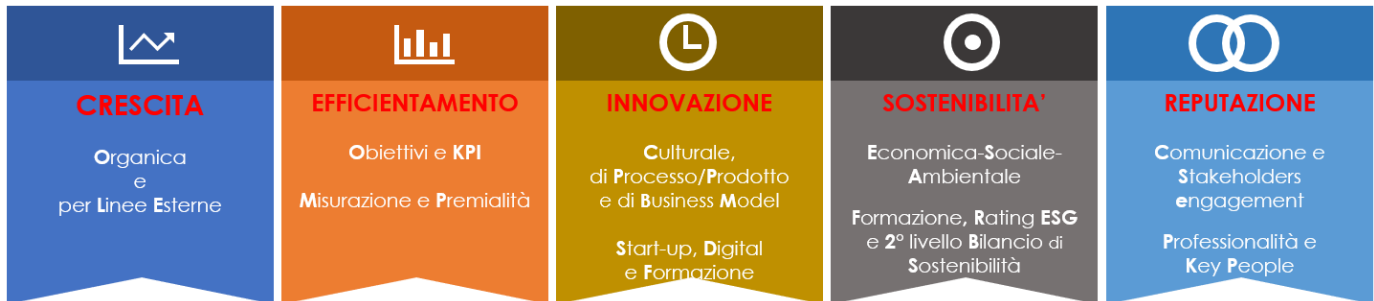 CRESCITA
Organica
e
per Linee Esterne
EFFICIENTAMENTO
Obiettivi e KPI
Misurazione e Premialità
INNOVAZIONE
Culturale,
di Processo/Prodotto
e di Business Model
Start-up, Digital
e Formazione
SOSTENIBILITA'
Economica-Sociale-
Ambientale
Formazione, Rating ESG
e 2° livello Bilancio di
Sostenibilità
REPUTAZIONE
Comunicazione e
Stakeholders
engagement
Professionalità e
Key People